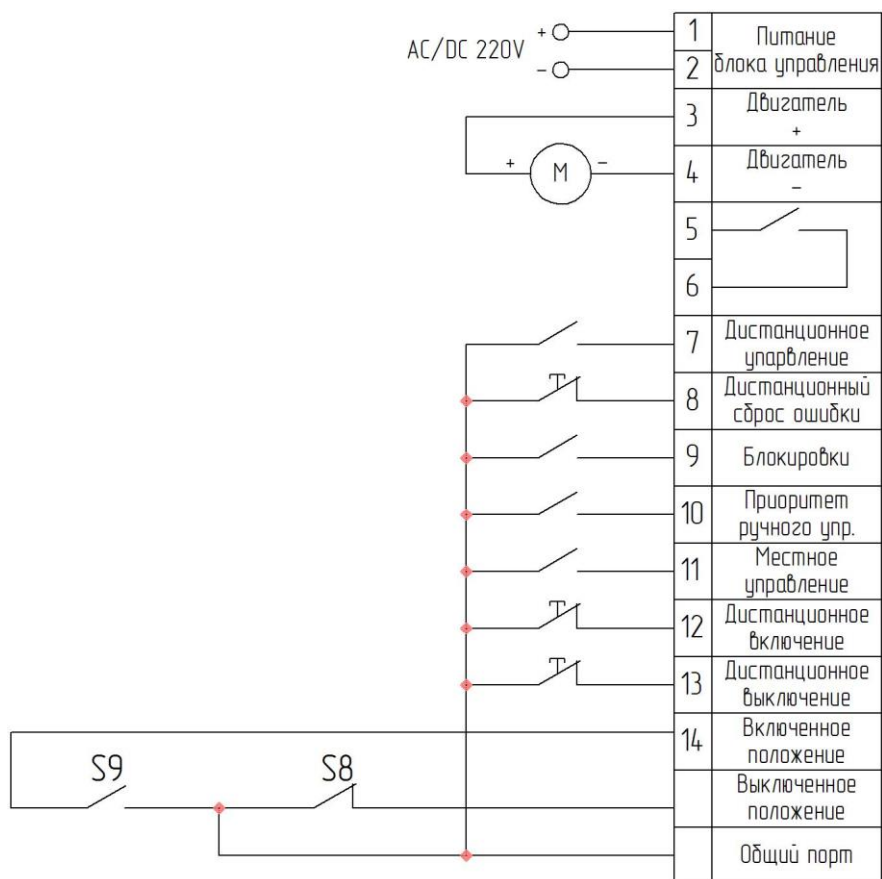 AC/DC 220V
+
-
1
2
Питание
блока управления
3
Двигатель
+
4
Двигатель
-
+
M
-
5
6
7
Дистанционное
упарвление
8
Дистанционный
сброс ошибки
9
Блокировки
10
Приоритет
ручного упр.
11
Местное
управление
12
Дистанционное
включение
13
Дистанционное
выключение
14
Включенное
положение
S9
S8
Выключенное
положение
Общий порт